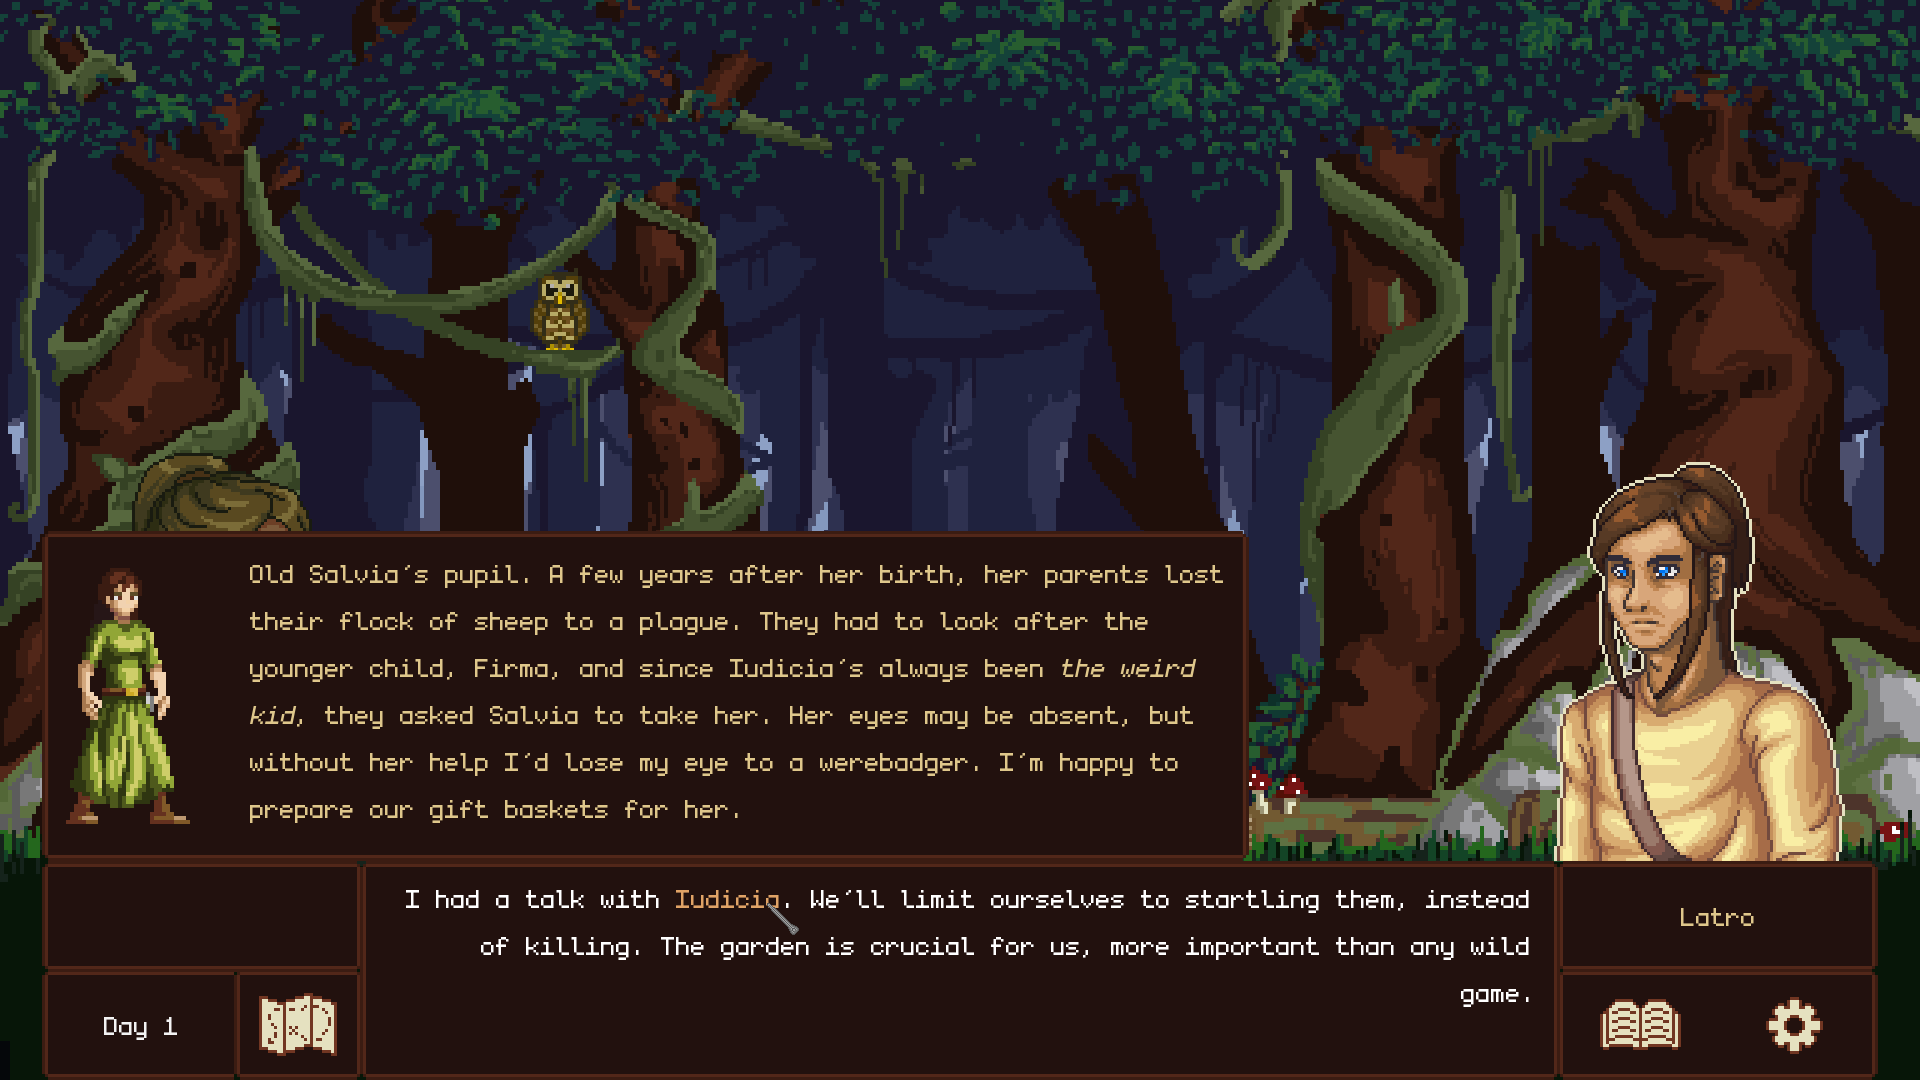 Old Salvia´s pupil. A few years after her birth, her parents lost
their flock of sheep to a plague. They had to look after the
younger child, Firma, and since Iudicia´s always been the weird
kid, they asked Salvia to take her. Her eyes may be absent, but
without her help I´d lose my eye to a werebadger. I´m happy to
prepare our gift baskets for her.
I had a talk with Iudicia. We´ll limit ourselves to startling them, instead
of killing. The garden is crucial for us, more important than any wild
game.
Latro
Day 1